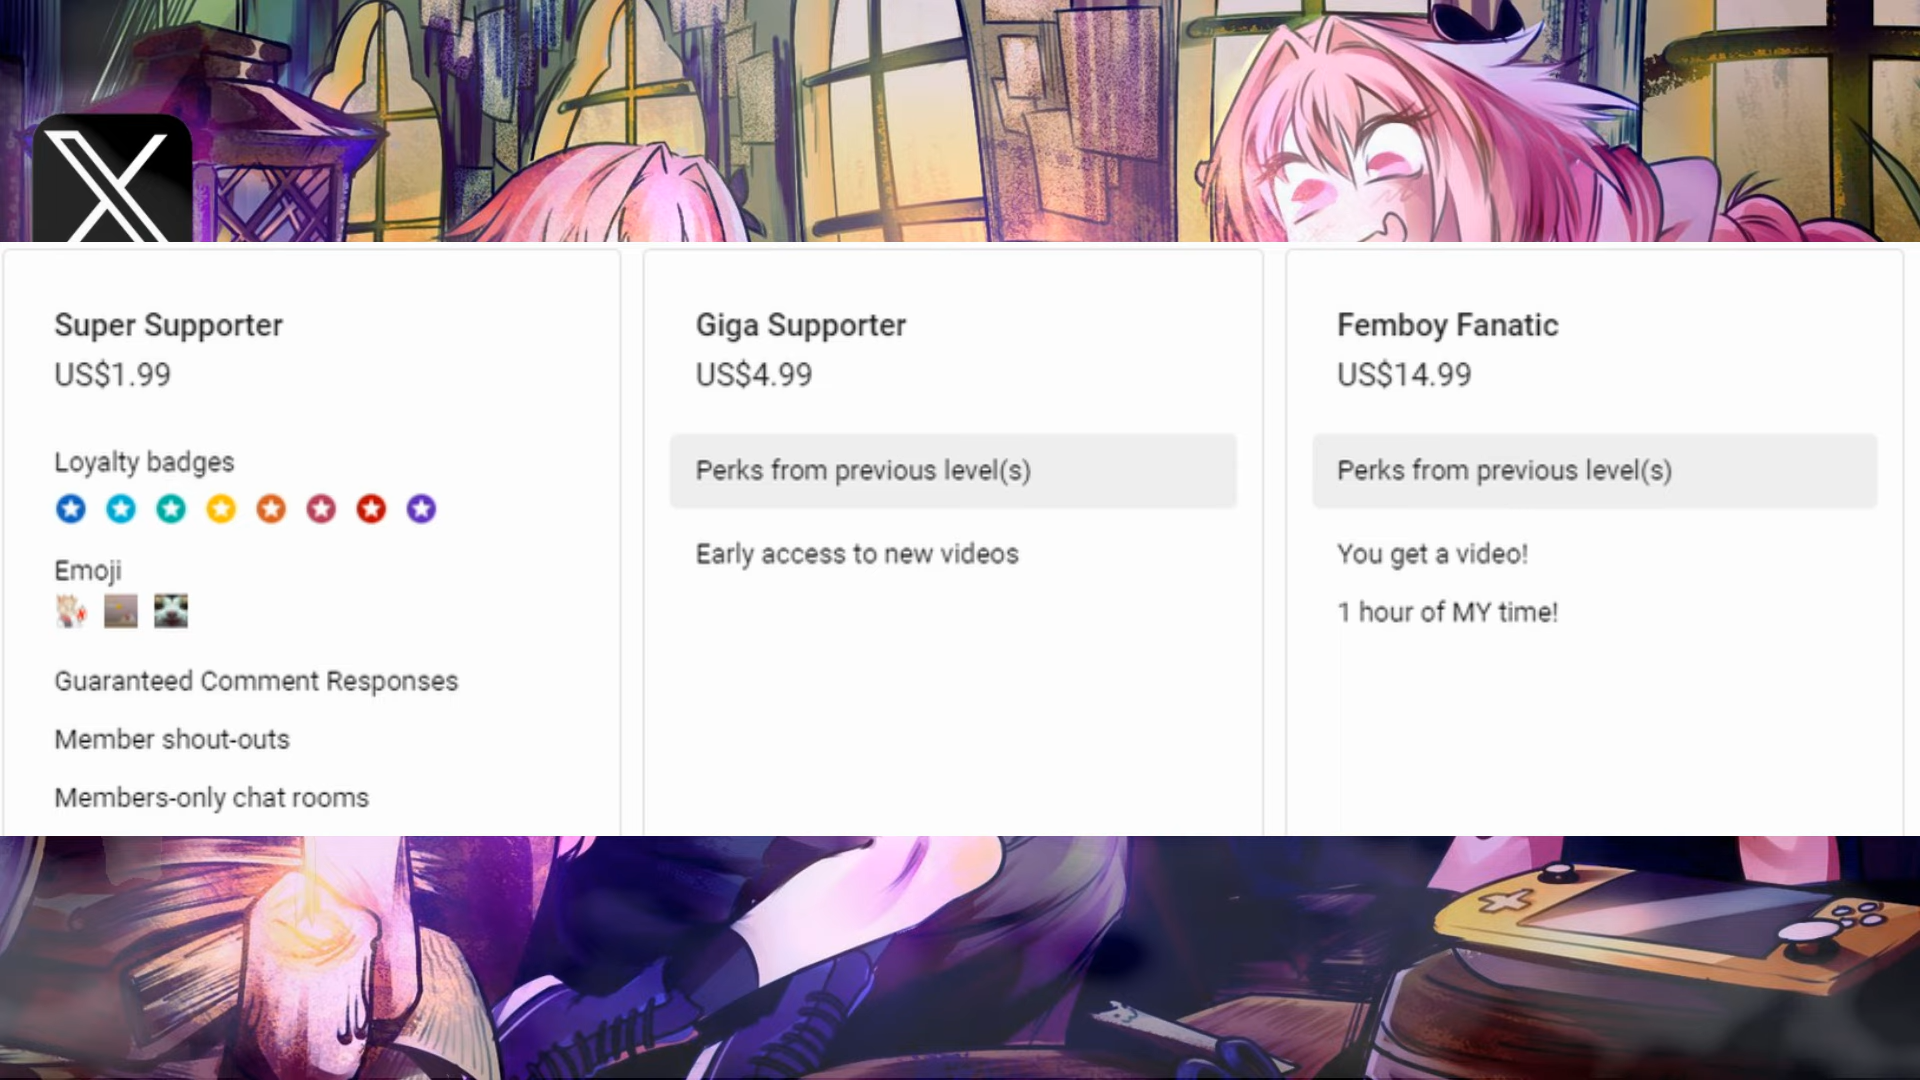 X
Super Supporter
US$1.99
Loyalty badges
Emoji
Guaranteed Comment Responses
Member shout-outs
Members-only chat rooms
Giga Supporter
US$4.99
Perks from previous level(s)
Early access to new videos
Femboy Fanatic
US$14.99
Perks from previous level(s)
You get a video!
1 hour of MY time!